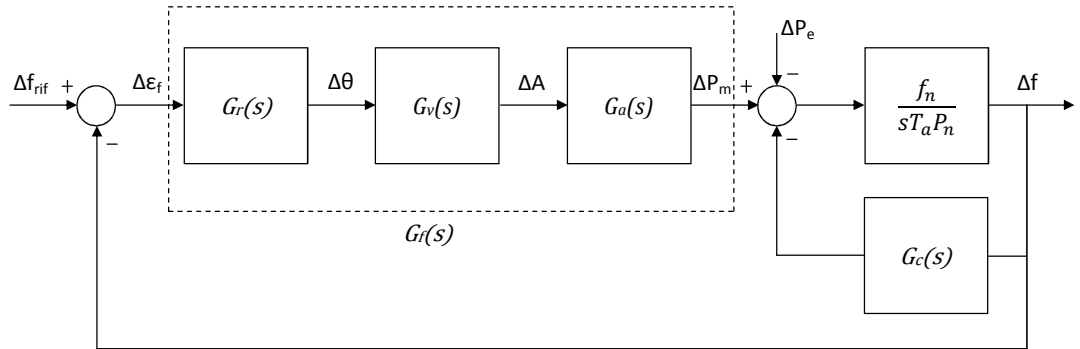 ΔPe
Δfrif
+
−
Δεf
Gr(s)
Δθ
Gv(s)
ΔA
Ga(s)
ΔPm
+
−
−
fn
sTaPn
Δf
Gf(s)
Gc(s)